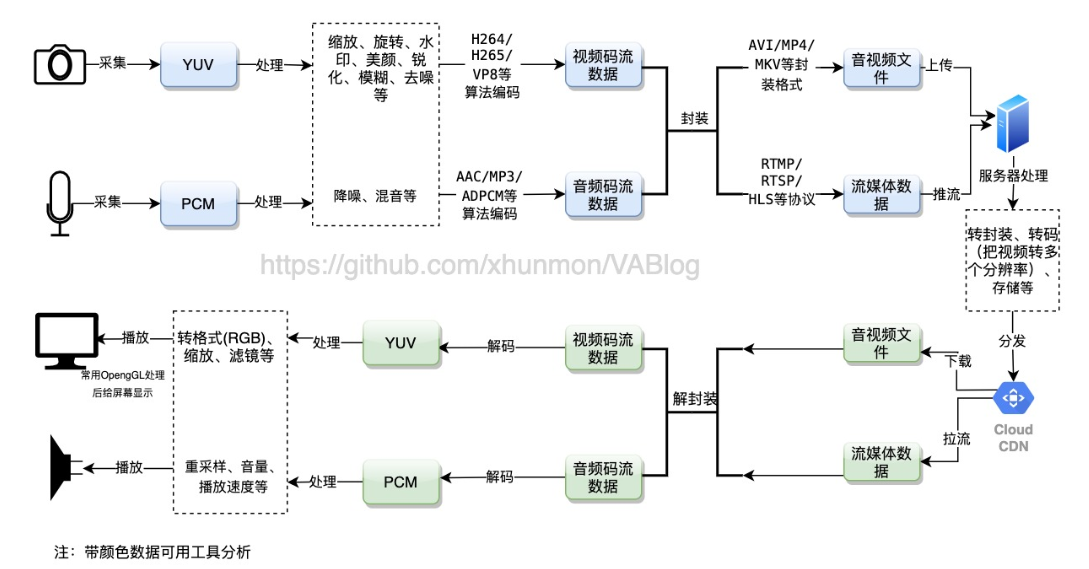 采集
YUV
处理
缩放、旋转、水
印、美颜、锐
化、模糊、去噪
等
H264/
H265/
VP8等
算法编码
视频码流
数据
封装
AVI/MP4/
MKV等封
装格式
音视频文
件
上传
采集
PCM
处理
降噪、混音等
AAC/MP3/
ADPCM等
算法编码
音频码流
数据
RTMP/
RTSP/
HLS等协议
流媒体数
据
推流
服务器处理
转封装、转码
（把视频转多
个分辨率）、
存储等
分发
https://github.com/xhunmon/VABlog
播放
常用OpengGL处理
后给屏幕显示
转格式(RGB)、
缩放、滤镜等
处理
YUV
解码
视频码流
数据
解封装
音视频文
件
下载
Cloud
CDN
拉流
播放
重采样、音量、
播放速度等
处理
PCM
解码
音频码流
数据
流媒体数
据
注：带颜色数据可用工具分析